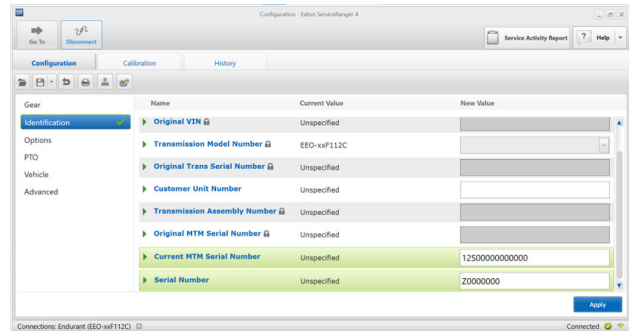 Configuration - Eaton ServiceRanger 4
Go To
Disconnect
Service Activity Report
? Help
Configuration Calibration History
Gear
Identification
Options
PTO
Vehicle
Advanced
Name Current Value New Value
Original VIN Unspecified
Transmission Model Number EEO-xxF112C
Original Trans Serial Number Unspecified
Customer Unit Number Unspecified
Transmission Assembly Number Unspecified
Original MTM Serial Number Unspecified
Current MTM Serial Number Unspecified 12S00000000000
Serial Number Unspecified Z0000000
Apply
Connections: Endurant (EEO-xxF112C) Connected